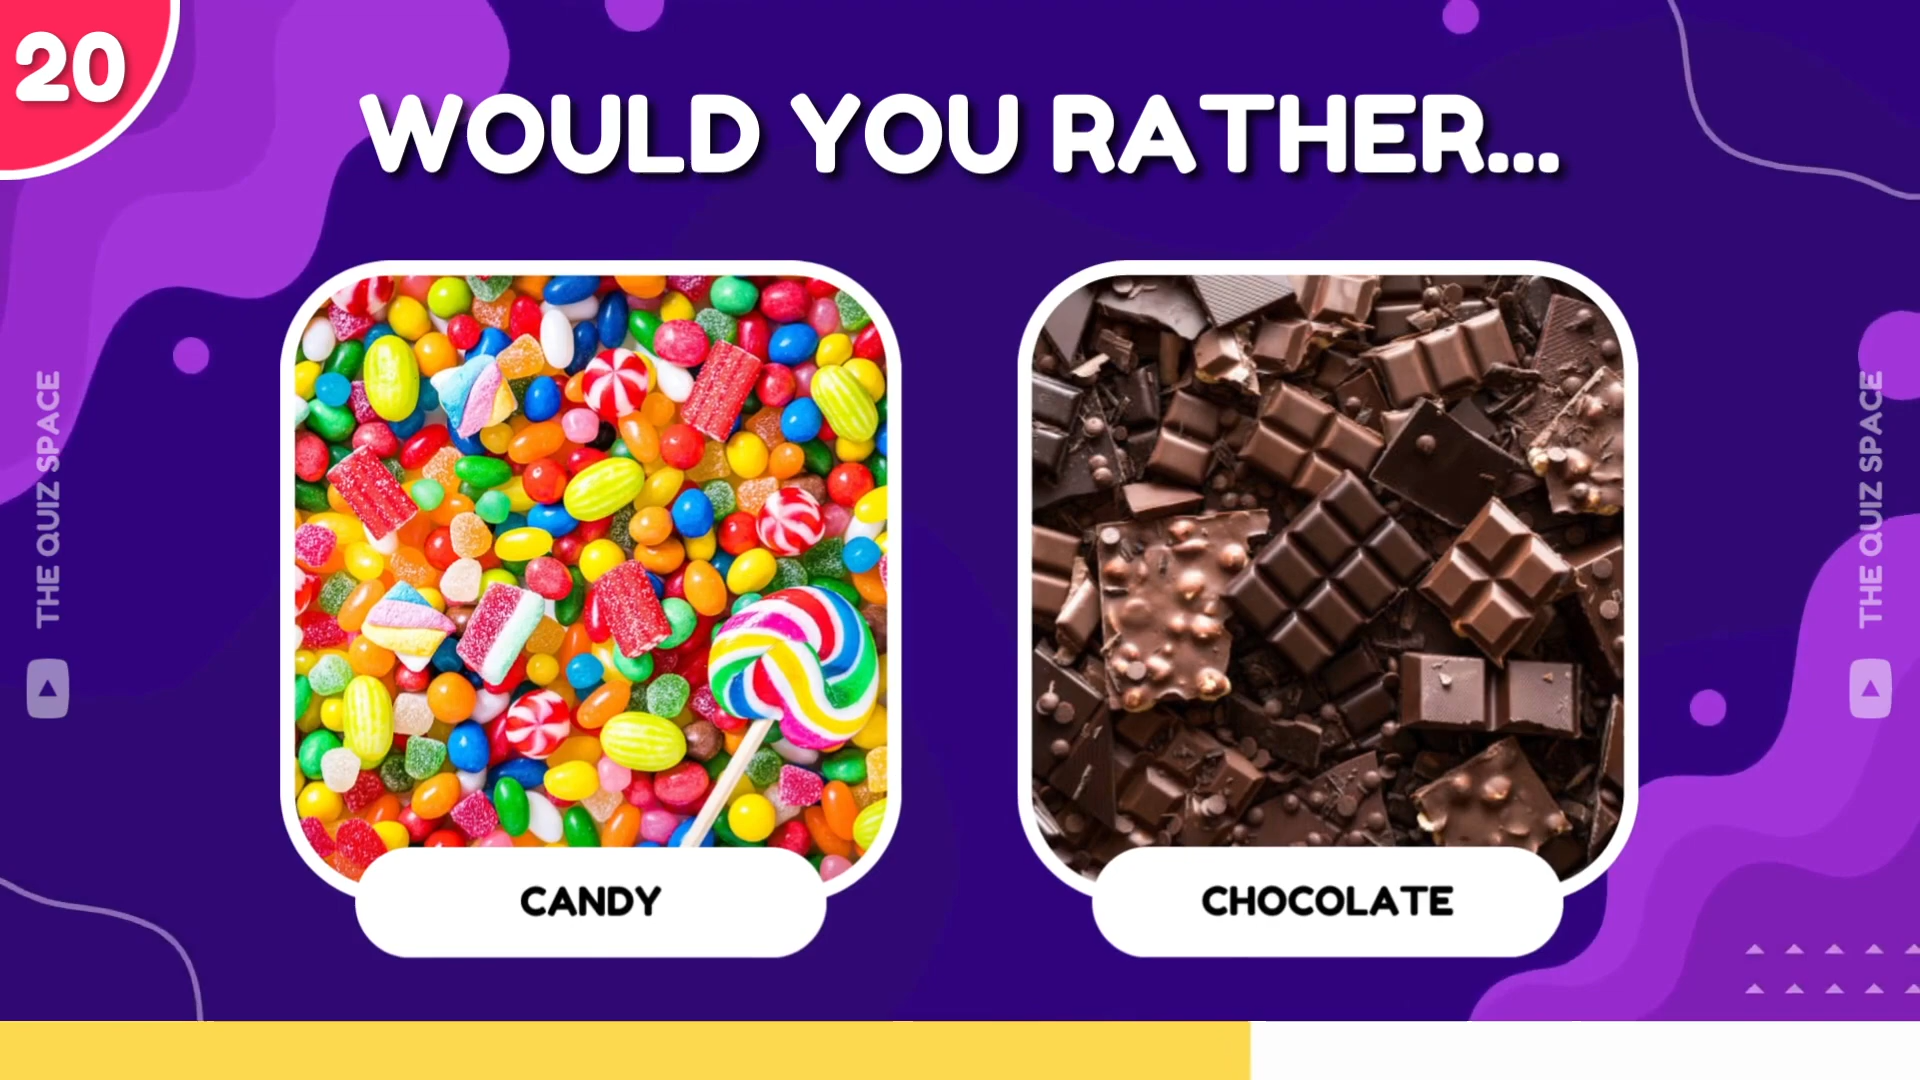 20
WOULD YOU RATHER...
THE QUIZ SPACE
THE QUIZ SPACE
CANDY
CHOCOLATE